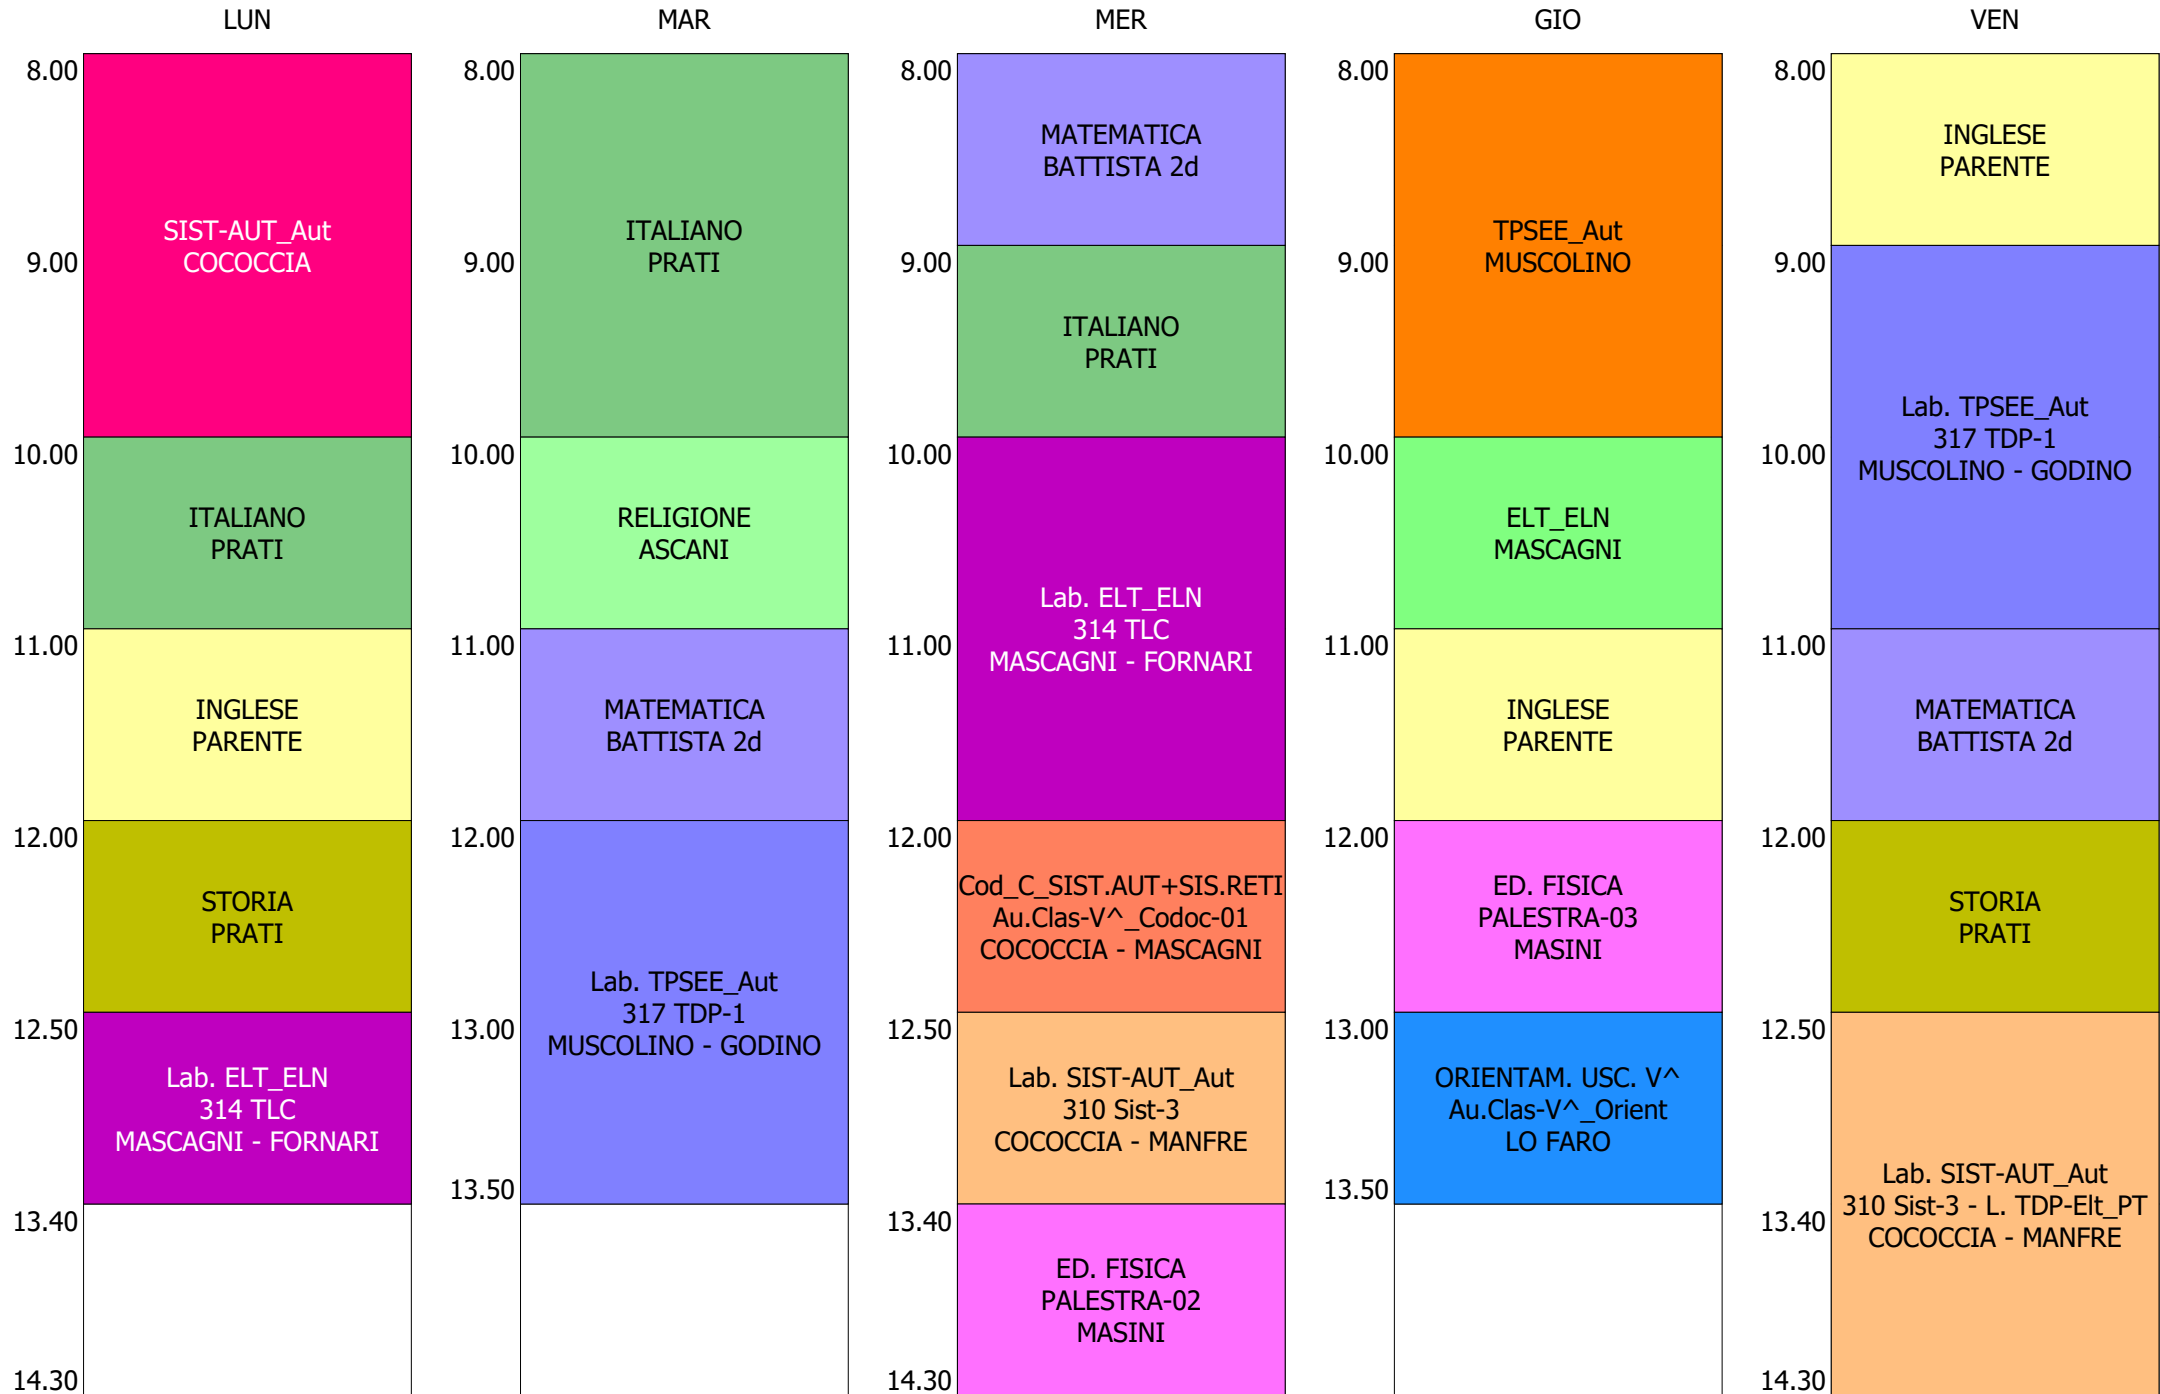 LUN
8.00
SIST-AUT_Aut
COCOCCIA
9.00
10.00
ITALIANO
PRATI
11.00
INGLESE
PARENTE
12.00
STORIA
PRATI
12.50
Lab. ELT_ELN
314 TLC
MASCAGNI - FORNARI
13.40
14.30
MAR
8.00
ITALIANO
PRATI
9.00
10.00
RELIGIONE
ASCANI
11.00
MATEMATICA
BATTISTA 2d
12.00
Lab. TPSEE_Aut
317 TDP-1
MUSCOLINO - GODINO
13.00
13.50
MER
8.00
MATEMATICA
BATTISTA 2d
9.00
ITALIANO
PRATI
10.00
Lab. ELT_ELN
314 TLC
MASCAGNI - FORNARI
11.00
12.00
Cod_C_SIST.AUT+SIS.RETI
Au.Clas-V^_Codoc-01
COCOCCIA - MASCAGNI
12.50
Lab. SIST-AUT_Aut
310 Sist-3
COCOCCIA - MANFRE
13.40
ED. FISICA
PALESTRA-02
MASINI
14.30
GIO
8.00
TPSEE_Aut
MUSCOLINO
9.00
10.00
ELT_ELN
MASCAGNI
11.00
INGLESE
PARENTE
12.00
ED. FISICA
PALESTRA-03
MASINI
13.00
ORIENTAM. USC. V^
Au.Clas-V^_Orient
LO FARO
13.50
VEN
8.00
INGLESE
PARENTE
9.00
Lab. TPSEE_Aut
317 TDP-1
MUSCOLINO - GODINO
10.00
11.00
MATEMATICA
BATTISTA 2d
12.00
STORIA
PRATI
12.50
Lab. SIST-AUT_Aut
310 Sist-3 - L. TDP-Elt_PT
COCOCCIA - MANFRE
13.40
14.30